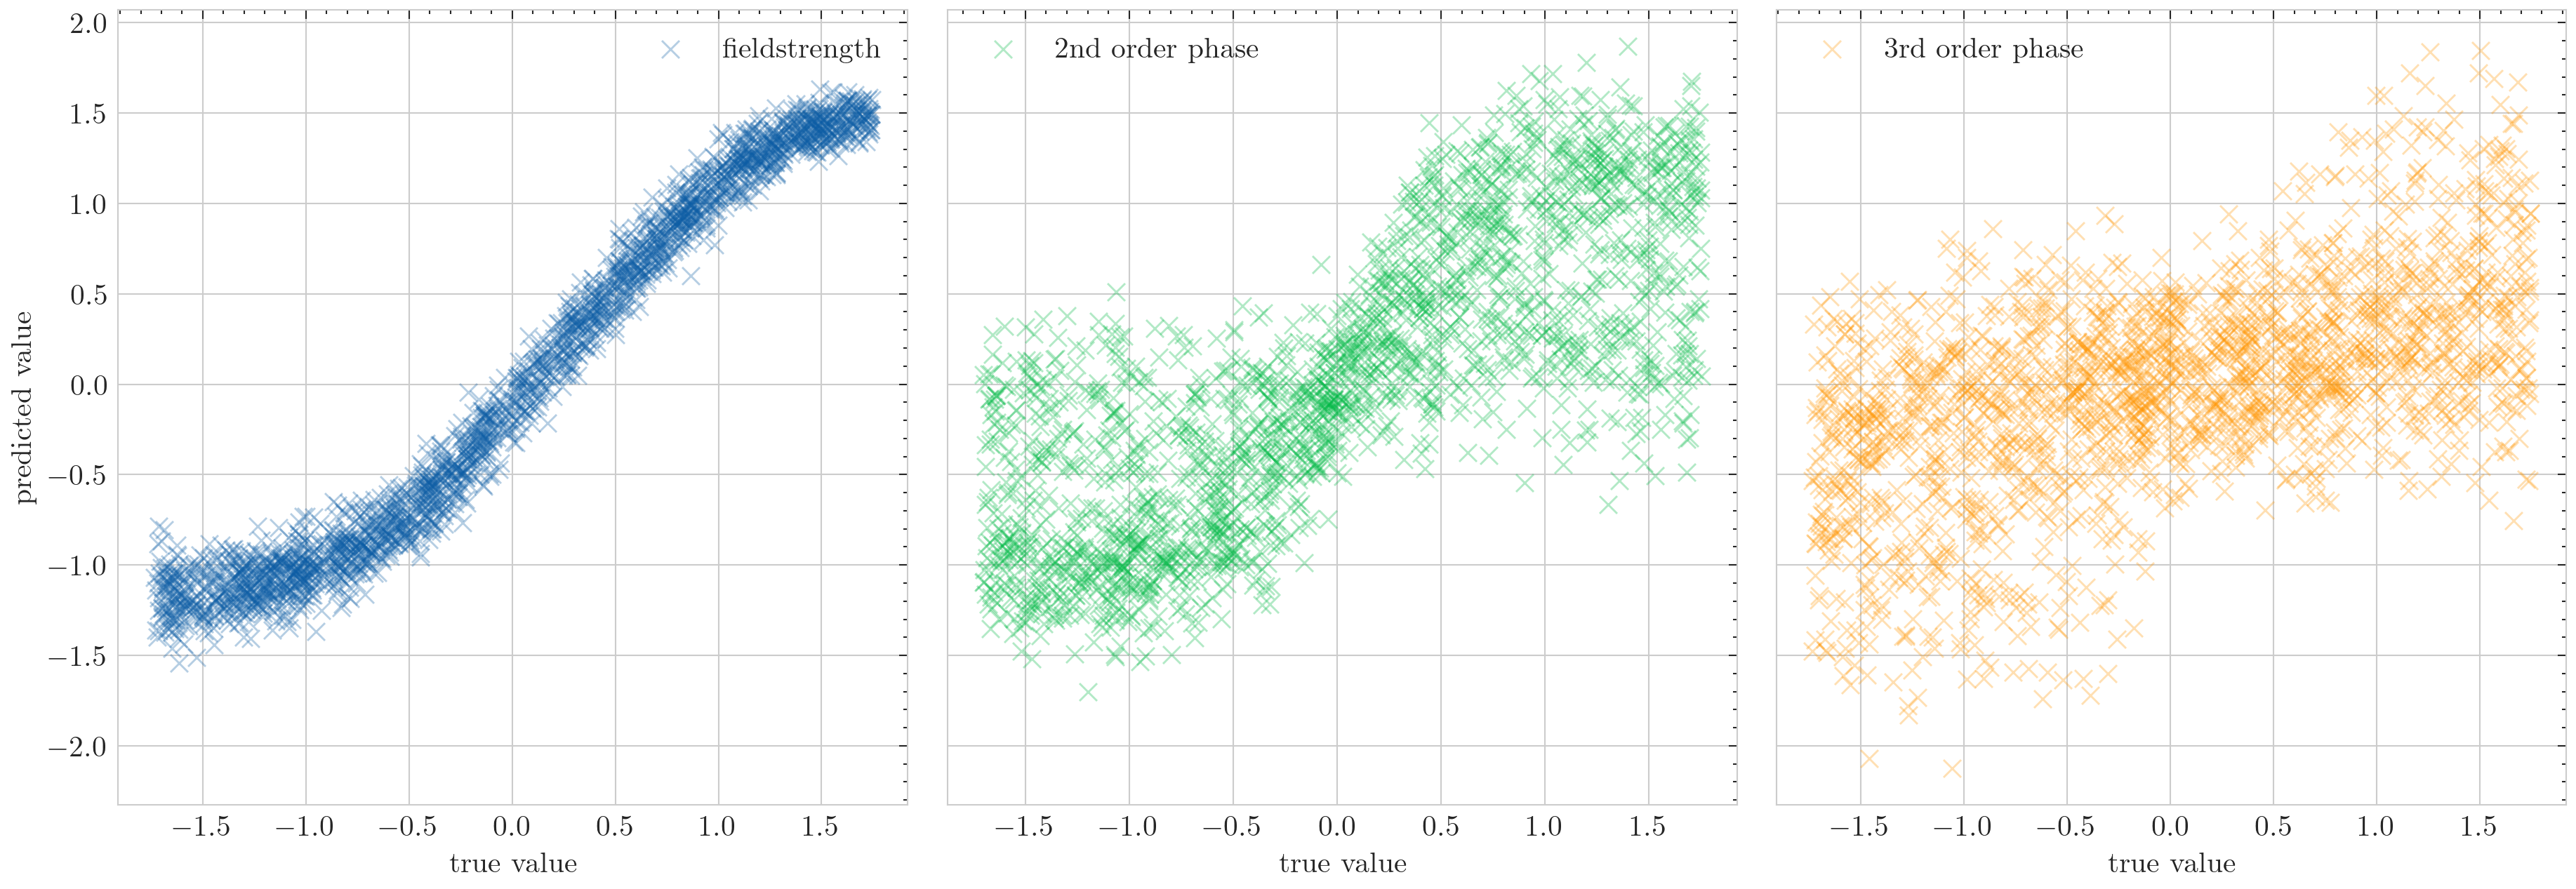 fieldstrength
2nd order phase
3rd order phase
2.0
1.5
1.0
0.5
0.0
−0.5
−1.0
−1.5
−2.0
predicted value
−1.5 −1.0 −0.5 0.0 0.5 1.0 1.5
−1.5 −1.0 −0.5 0.0 0.5 1.0 1.5
−1.5 −1.0 −0.5 0.0 0.5 1.0 1.5
true value
true value
true value